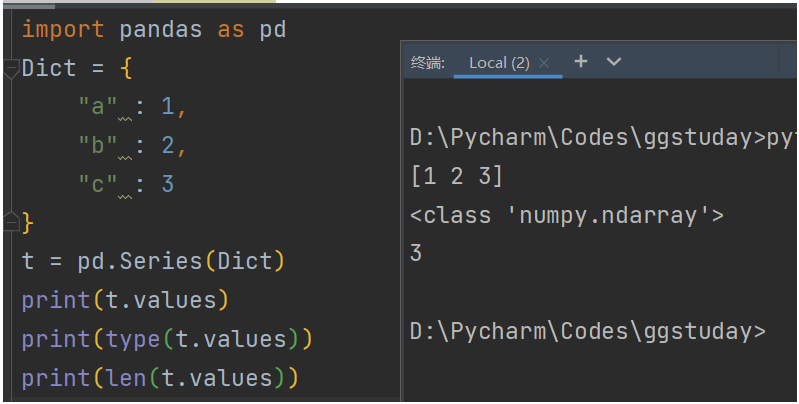 import pandas as pd
Dict = {
    "a" : 1,
    "b" : 2,
    "c" : 3
}
t = pd.Series(Dict)
print(t.values)
print(type(t.values))
print(len(t.values))
终端: Local (2) × +
D:\Pycharm\Codes\ggstuday>pyt
[1 2 3]
<class 'numpy.ndarray'>
3
D:\Pycharm\Codes\ggstuday>